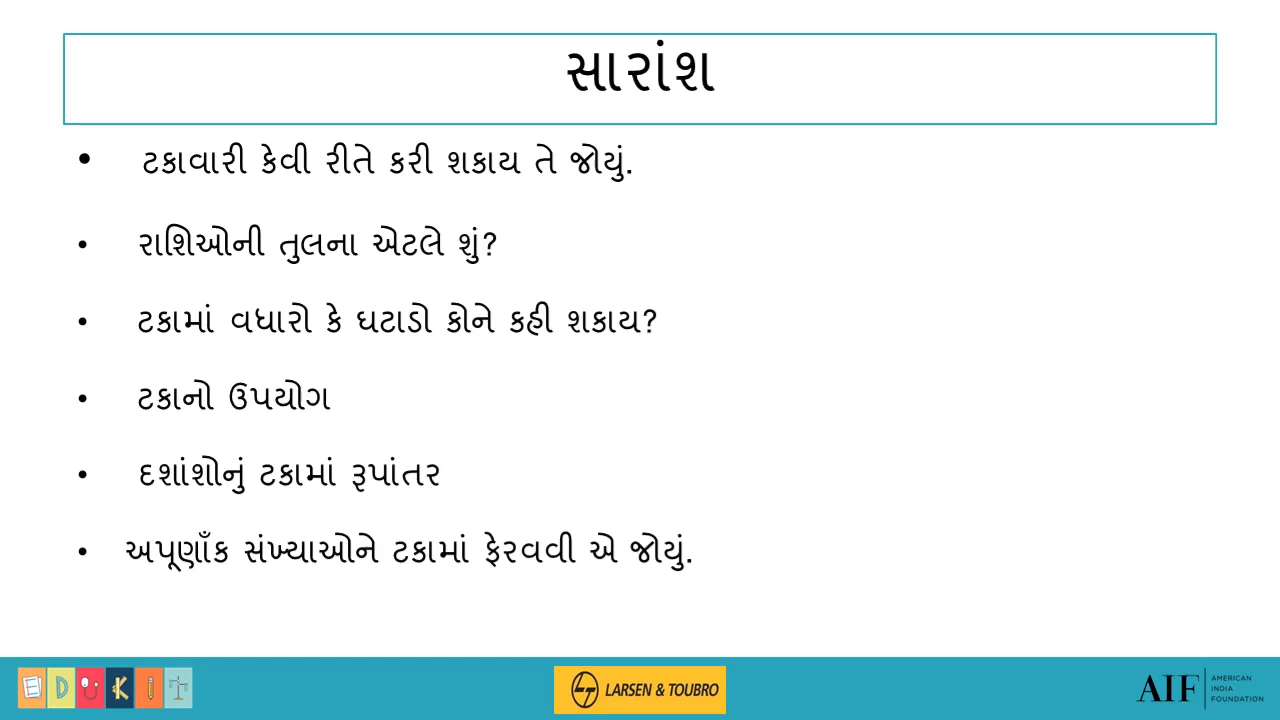 સારાંશ
• ટકાવારી કેવી રીતે કરી શકાય તે જોયું.
• રાશિઓની તુલના એટલે શું?
• ટકામાં વધારો કે ઘટાડો કોને કહી શકાય?
• ટકાનો ઉપયોગ
• દશાંશોનું ટકામાં રૂપાંતર
• અપૂણાઁક સંખ્યાઓને ટકામાં ફેરવવી એ જોયું.
EDUKIT
LARSEN & TOUBRO
AIF AMERICAN
INDIA
FOUNDATION